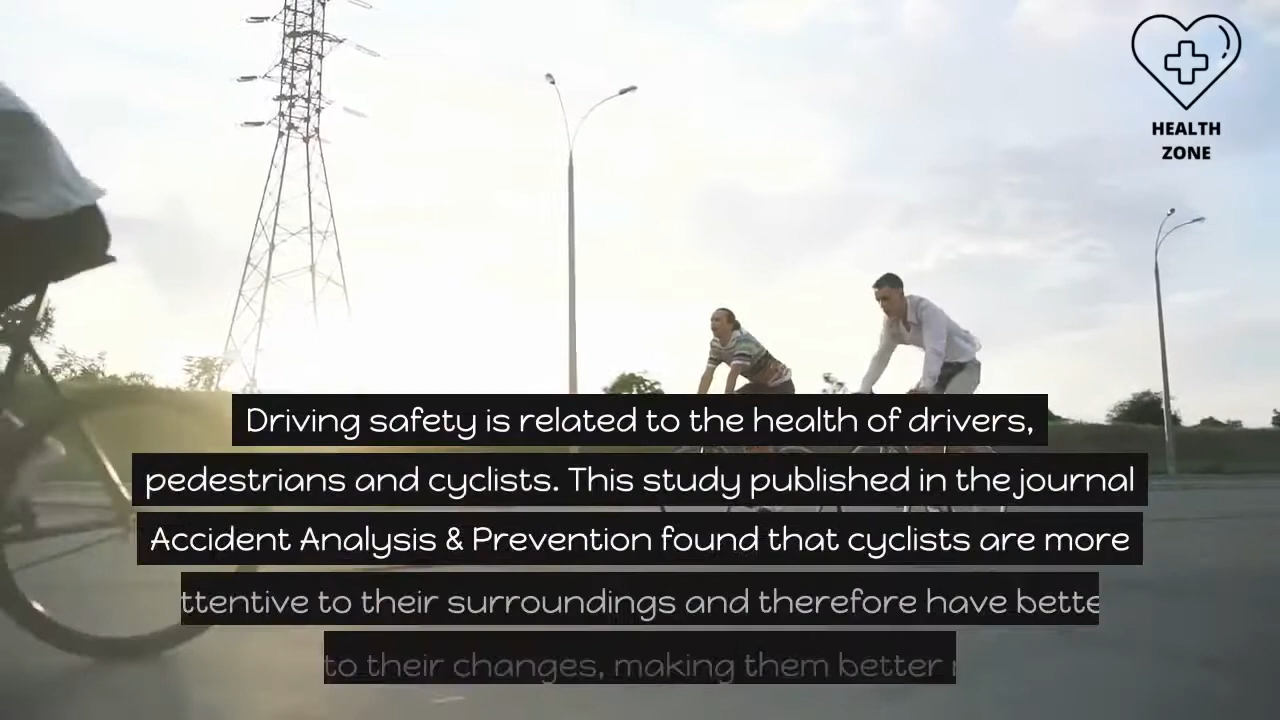 HEALTH
ZONE
Driving safety is related to the health of drivers,
pedestrians and cyclists. This study published in the journal
Accident Analysis & Prevention found that cyclists are more
ttentive to their surroundings and therefore have bette
to their changes, making them better